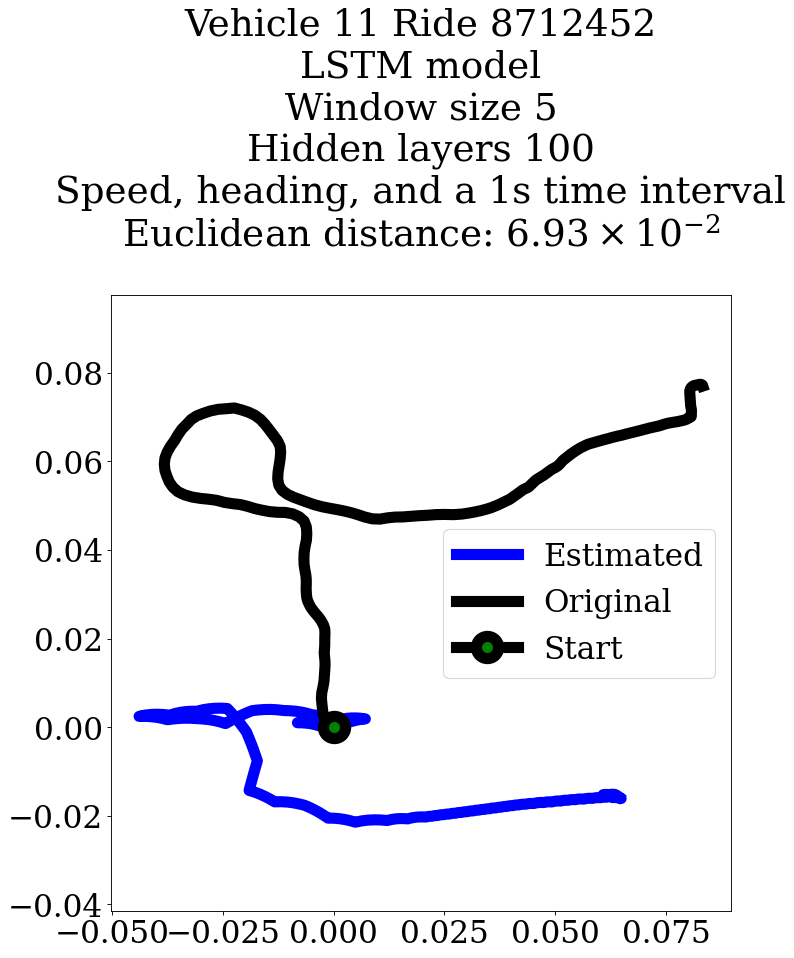 Vehicle 11 Ride 8712452
LSTM model
Window size 5
Hidden layers 100
Speed, heading, and a 1s time interval
Euclidean distance: 6.93 × 10⁻²
0.08
0.06
0.04
0.02
0.00
−0.02
−0.04
Estimated
Original
Start
−0.050 −0.025 0.000 0.025 0.050 0.075